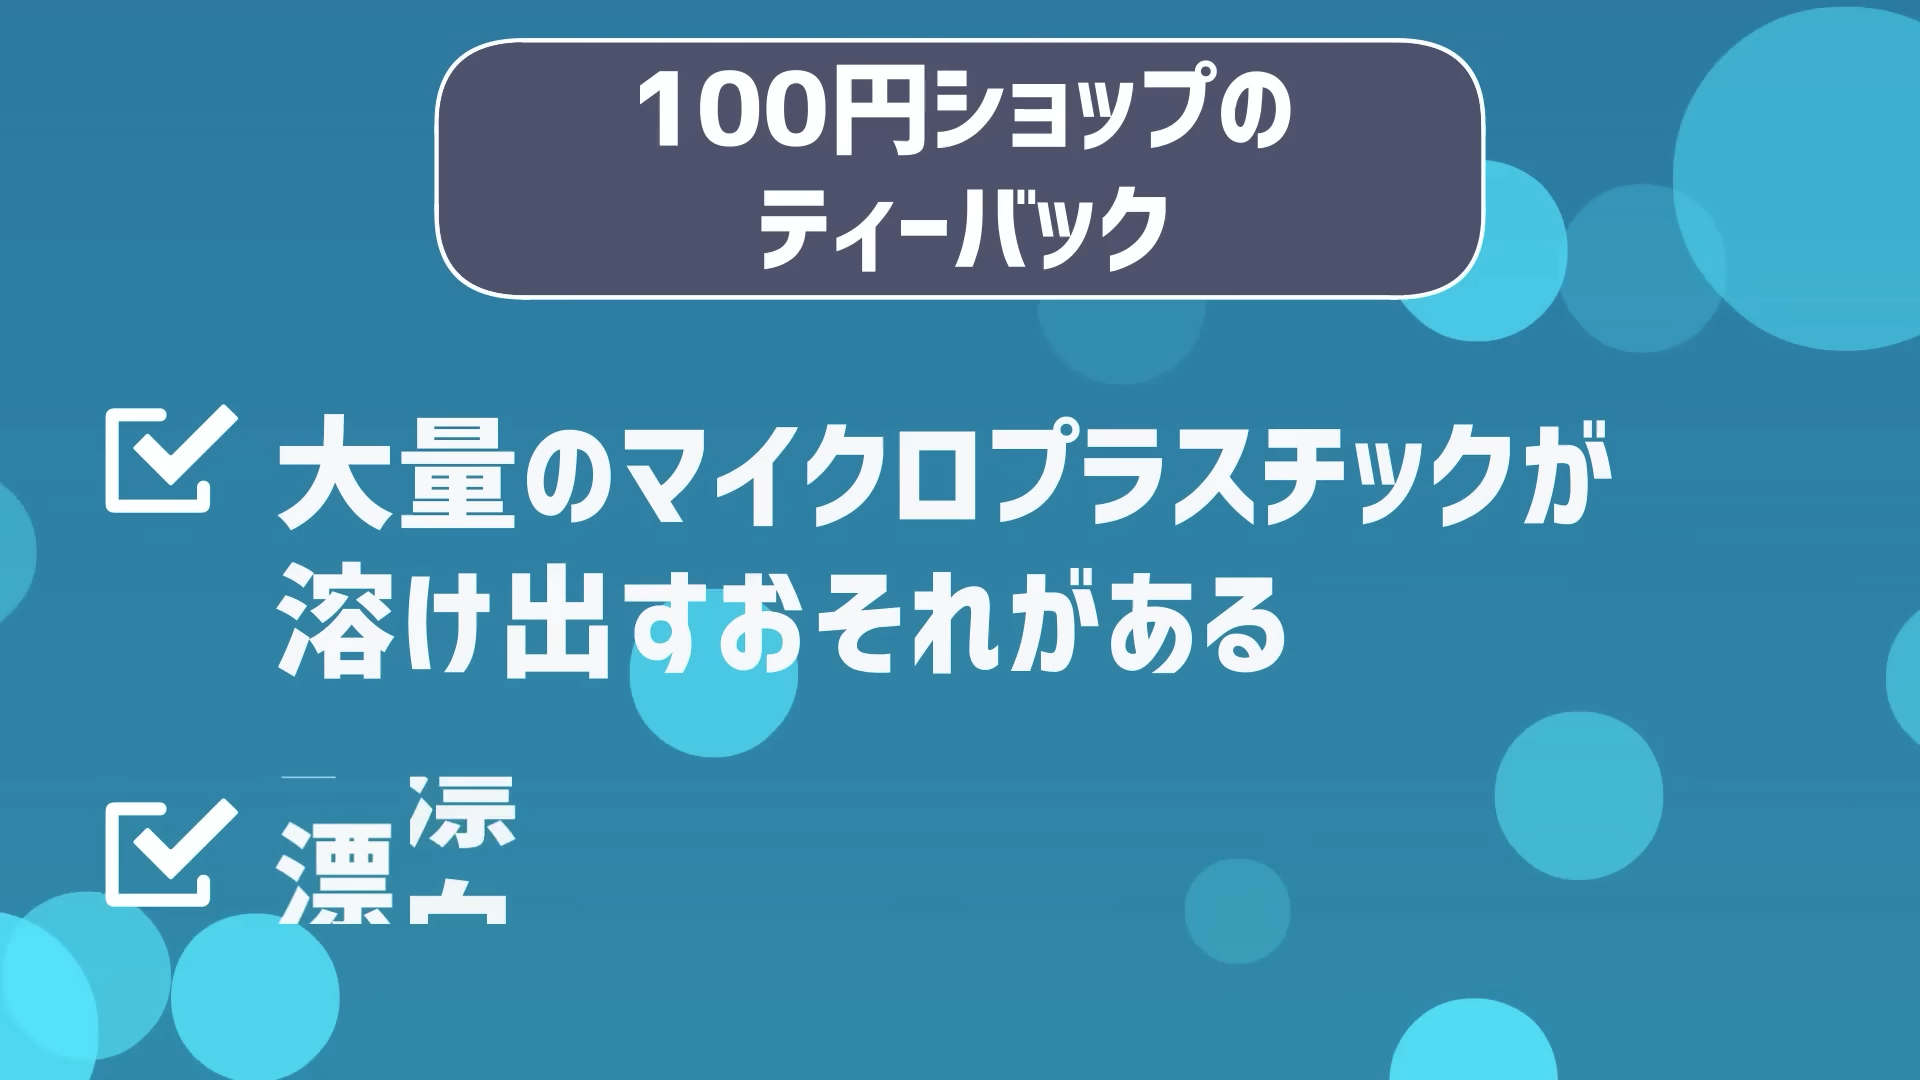 100円ショップの
ティーバック
大量のマイクロプラスチックが
溶け出すおそれがある
漂